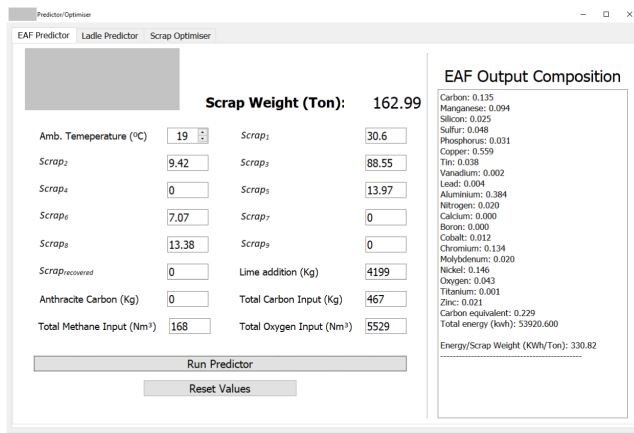 Predictor/Optimiser
EAF Predictor Ladle Predictor Scrap Optimiser
Scrap Weight (Ton): 162.99
Amb. Temeperature (ºC) 19 Scrap₁ 30.6
Scrap₂ 9.42 Scrap₃ 88.55
Scrap₄ 0 Scrap₅ 13.97
Scrap₆ 7.07 Scrap₇ 0
Scrap₈ 13.38 Scrap₉ 0
Scrap recovered 0 Lime addition (Kg) 4199
Anthracite Carbon (Kg) 0 Total Carbon Input (Kg) 467
Total Methane Input (Nm³) 168 Total Oxygen Input (Nm³) 5529
Run Predictor
Reset Values
EAF Output Composition
Carbon: 0.135
Manganese: 0.094
Silicon: 0.025
Sulfur: 0.048
Phosphorus: 0.031
Copper: 0.559
Tin: 0.038
Vanadium: 0.002
Lead: 0.004
Aluminium: 0.384
Nitrogen: 0.020
Calcium: 0.000
Boron: 0.000
Cobalt: 0.012
Chromium: 0.134
Molybdenum: 0.020
Nickel: 0.146
Oxygen: 0.043
Titanium: 0.001
Zinc: 0.021
Carbon equivalent: 0.229
Total energy (kwh): 53920.600
Energy/Scrap Weight (KWh/Ton): 330.82
------------------------------------------------